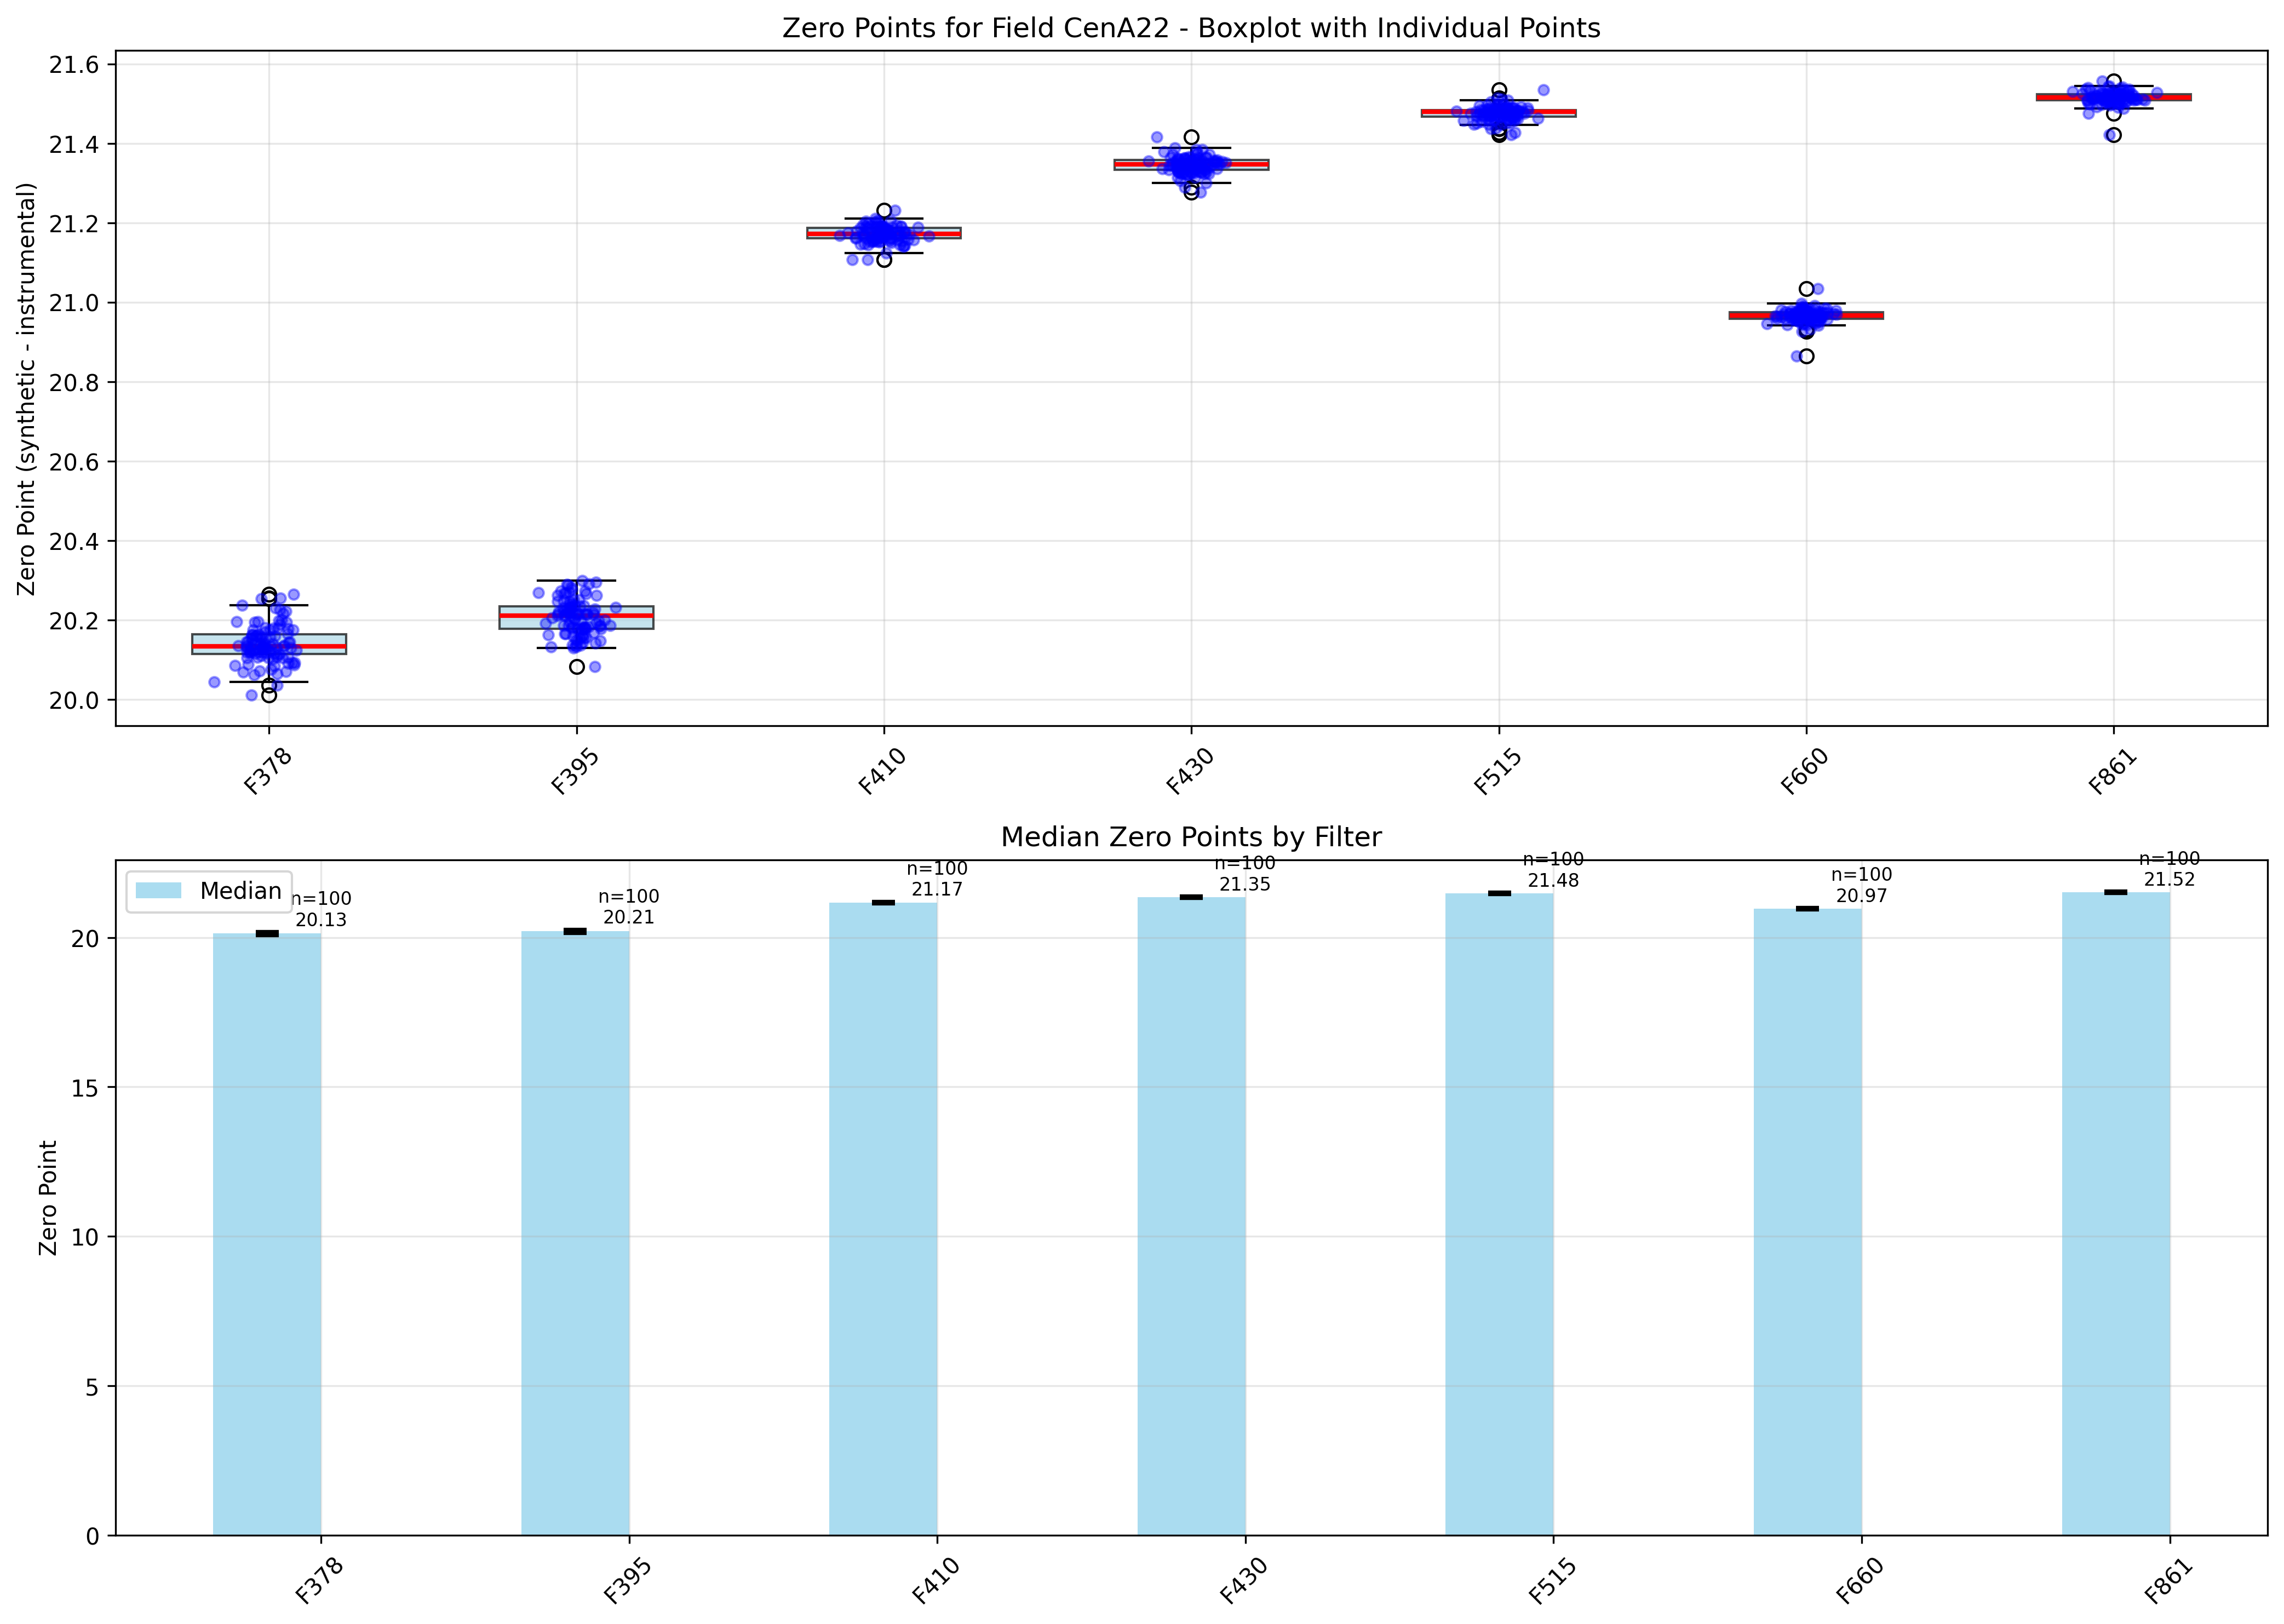 Zero Points for Field CenA22 - Boxplot with Individual Points
Zero Point (synthetic - instrumental)
21.6
21.4
21.2
21.0
20.8
20.6
20.4
20.2
20.0
F378
F395
F410
F430
F515
F660
F861
Median Zero Points by Filter
Zero Point
Median
n=100
20.13
n=100
20.21
n=100
21.17
n=100
21.35
n=100
21.48
n=100
20.97
n=100
21.52
20
15
10
5
0
F378
F395
F410
F430
F515
F660
F861